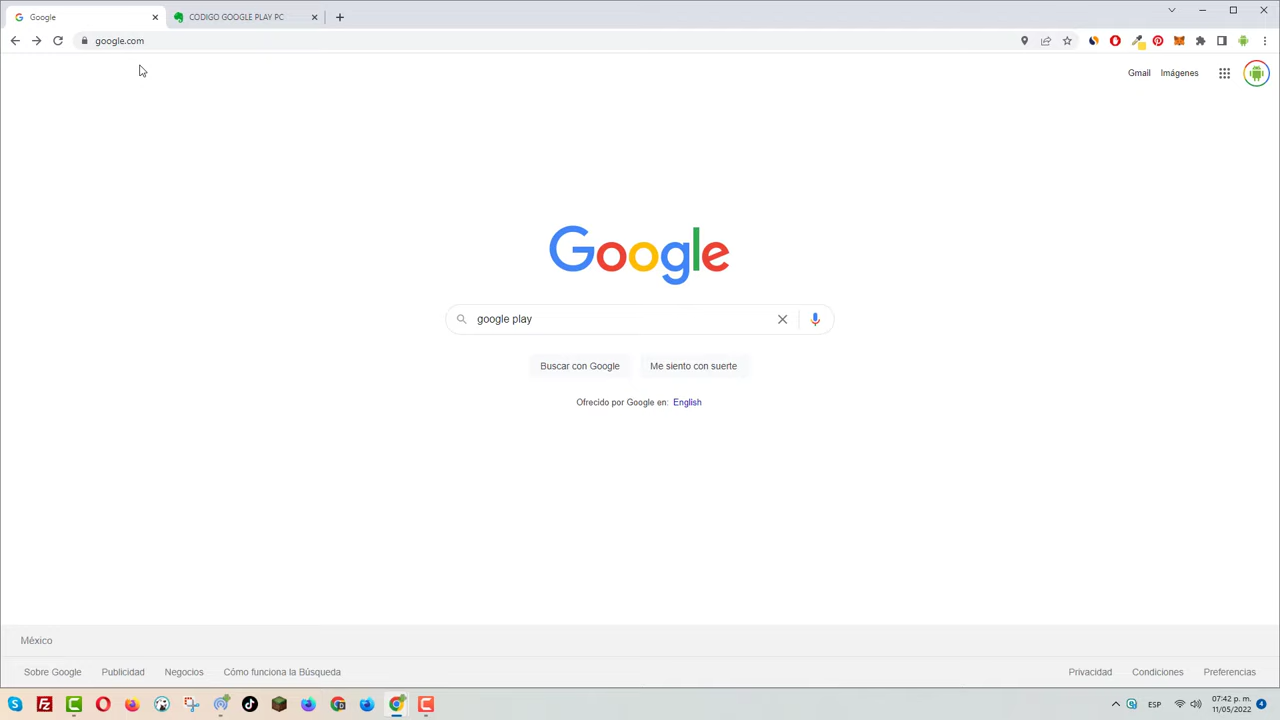 Google
CODIGO GOOGLE PLAY PC
google.com
Gmail
Imágenes
Google
google play
Buscar con Google
Me siento con suerte
Ofrecido por Google en: English
México
Sobre Google
Publicidad
Negocios
Cómo funciona la Búsqueda
Privacidad
Condiciones
Preferencias
ESP
07:42 p. m.
11/05/2022
4